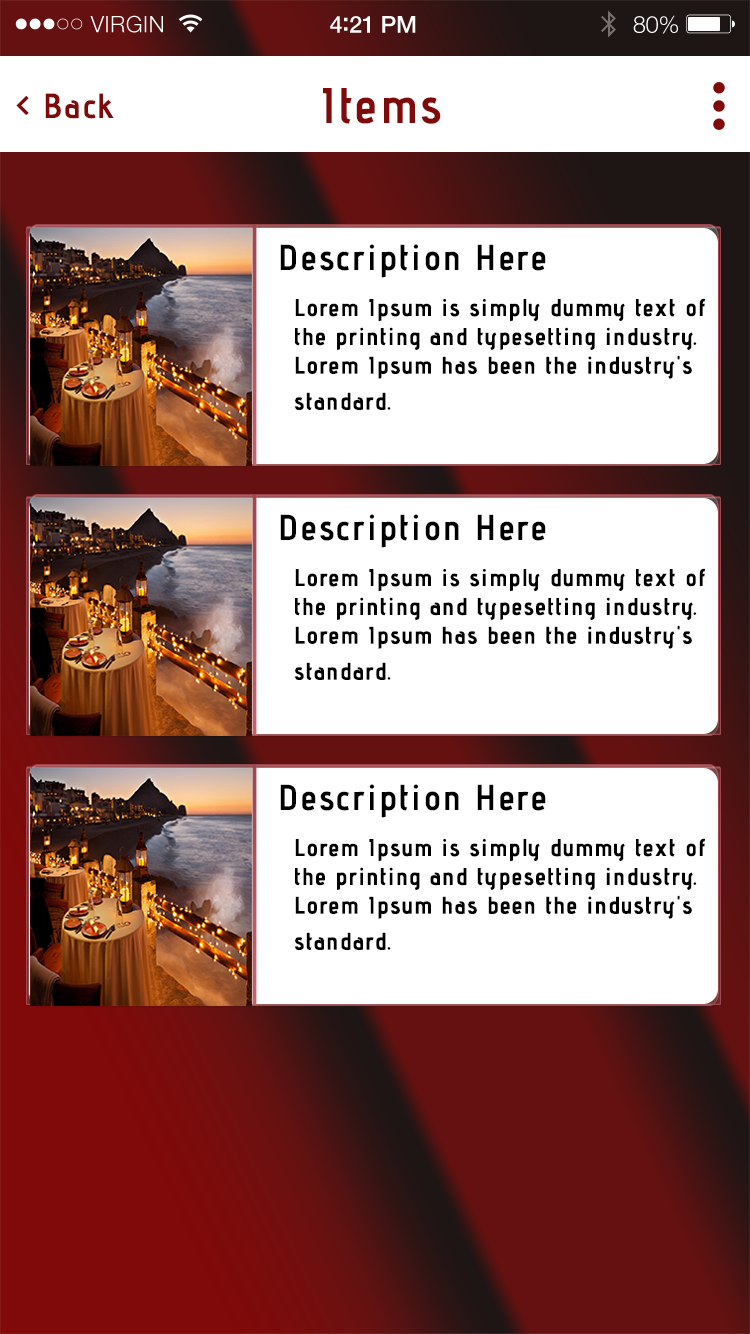 VIRGIN 4:21 PM 80%
< Back Items
Description Here
Lorem Ipsum is simply dummy text of
the printing and typesetting industry.
Lorem Ipsum has been the industry's
standard.
Description Here
Lorem Ipsum is simply dummy text of
the printing and typesetting industry.
Lorem Ipsum has been the industry's
standard.
Description Here
Lorem Ipsum is simply dummy text of
the printing and typesetting industry.
Lorem Ipsum has been the industry's
standard.